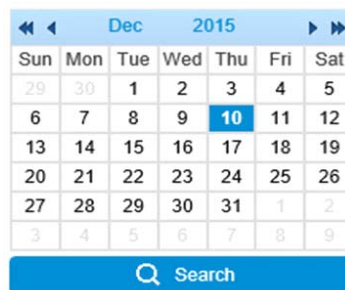 Dec 2015
Sun Mon Tue Wed Thu Fri Sat
29 30 1 2 3 4 5
6 7 8 9 10 11 12
13 14 15 16 17 18 19
20 21 22 23 24 25 26
27 28 29 30 31 1 2
3 4 5 6 7 8 9
Search